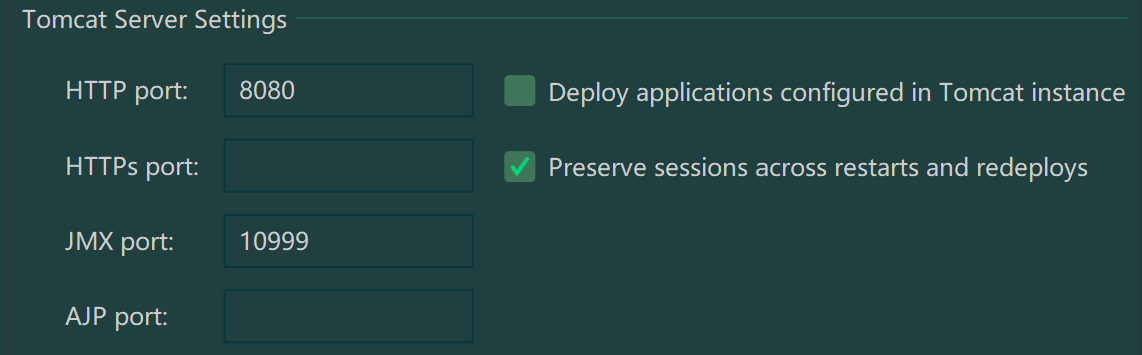 Tomcat Server Settings
HTTP port: 8080 Deploy applications configured in Tomcat instance
HTTPs port: Preserve sessions across restarts and redeploys
JMX port: 10999
AJP port: